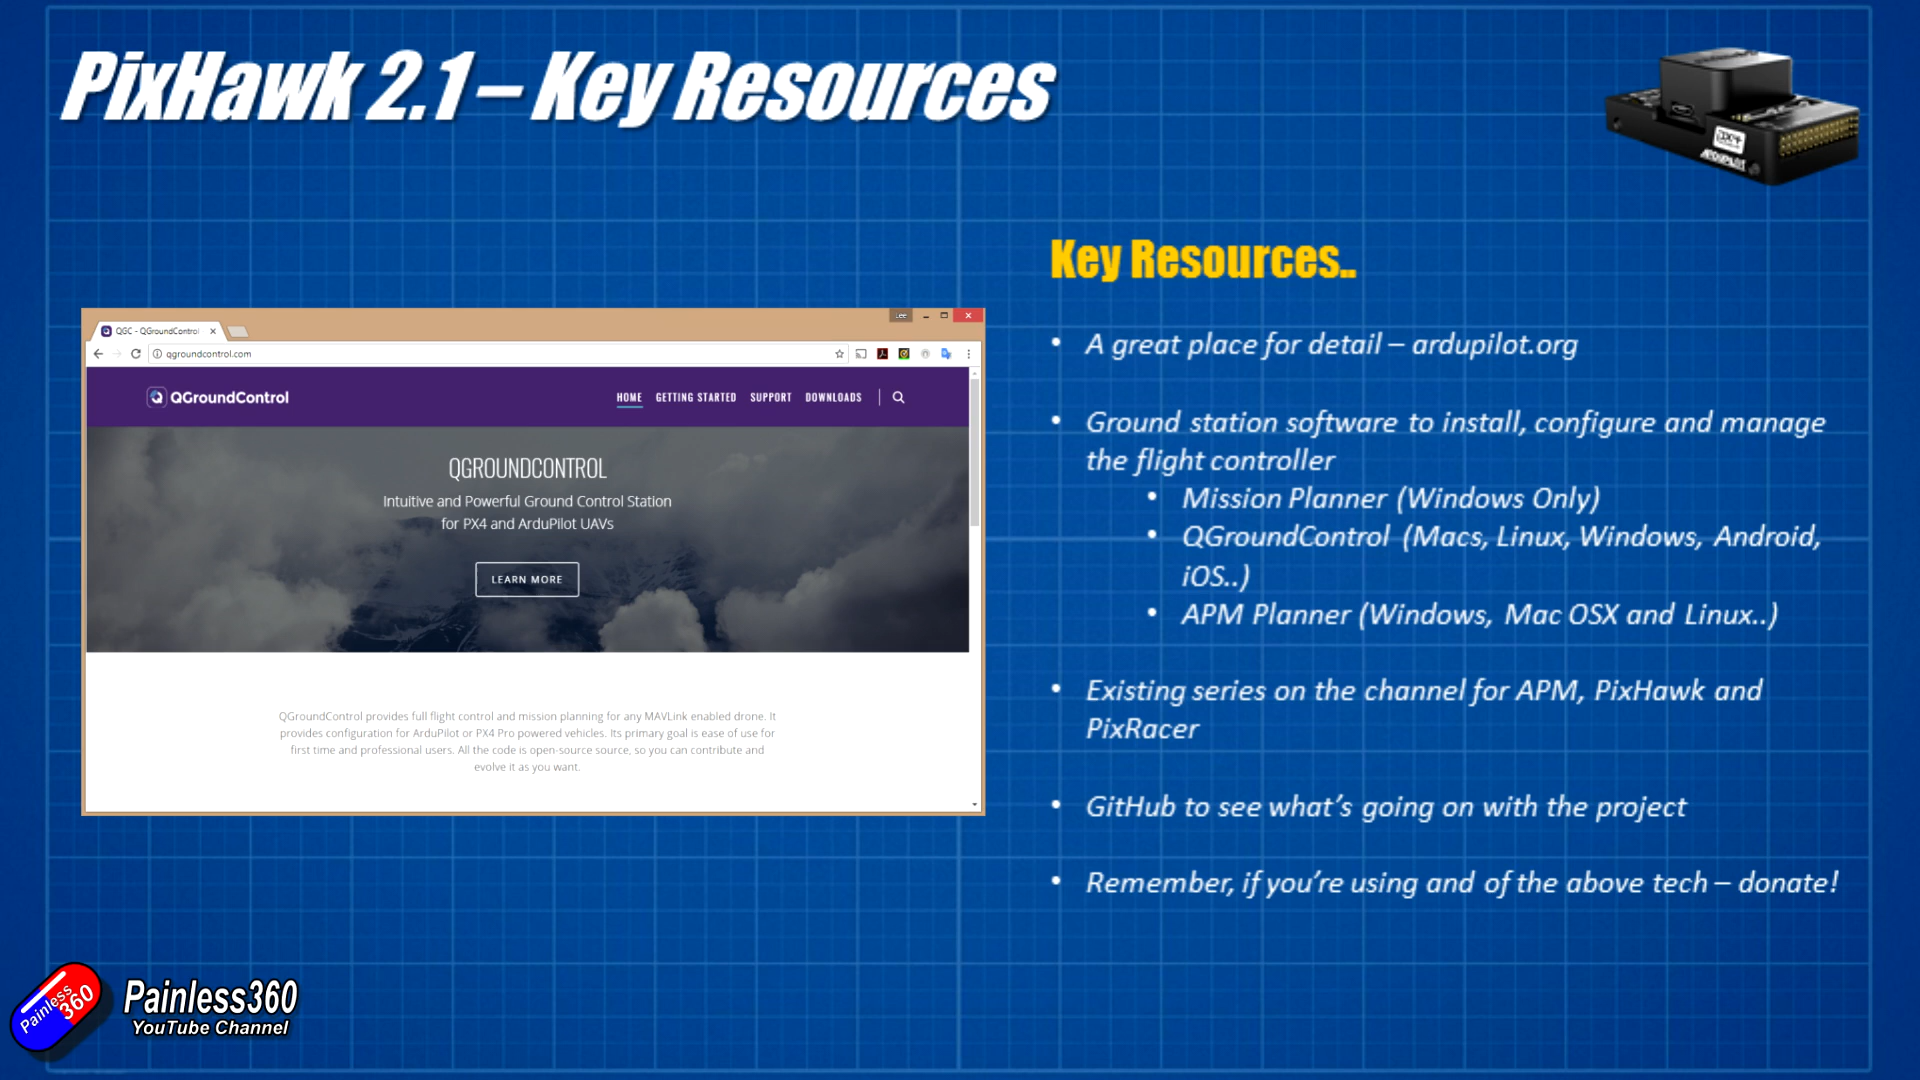 PixHawk 2.1 – Key Resources
ARDUPILOT
Key Resources..
• A great place for detail – ardupilot.org
• Ground station software to install, configure and manage
the flight controller
• Mission Planner (Windows Only)
• QGroundControl (Macs, Linux, Windows, Android,
iOS..)
• APM Planner (Windows, Mac OSX and Linux..)
• Existing series on the channel for APM, PixHawk and
PixRacer
• GitHub to see what's going on with the project
• Remember, if you're using and of the above tech – donate!
Lee
QGC - QGroundControl
qgroundcontrol.com
QGroundControl
HOME GETTING STARTED SUPPORT DOWNLOADS
QGROUNDCONTROL
Intuitive and Powerful Ground Control Station
for PX4 and ArduPilot UAVs
LEARN MORE
QGroundControl provides full flight control and mission planning for any MAVLink enabled drone. It
provides configuration for ArduPilot or PX4 Pro powered vehicles. Its primary goal is ease of use for
first time and professional users. All the code is open-source source, so you can contribute and
evolve it as you want.
Painless
360
Painless360
YouTube Channel